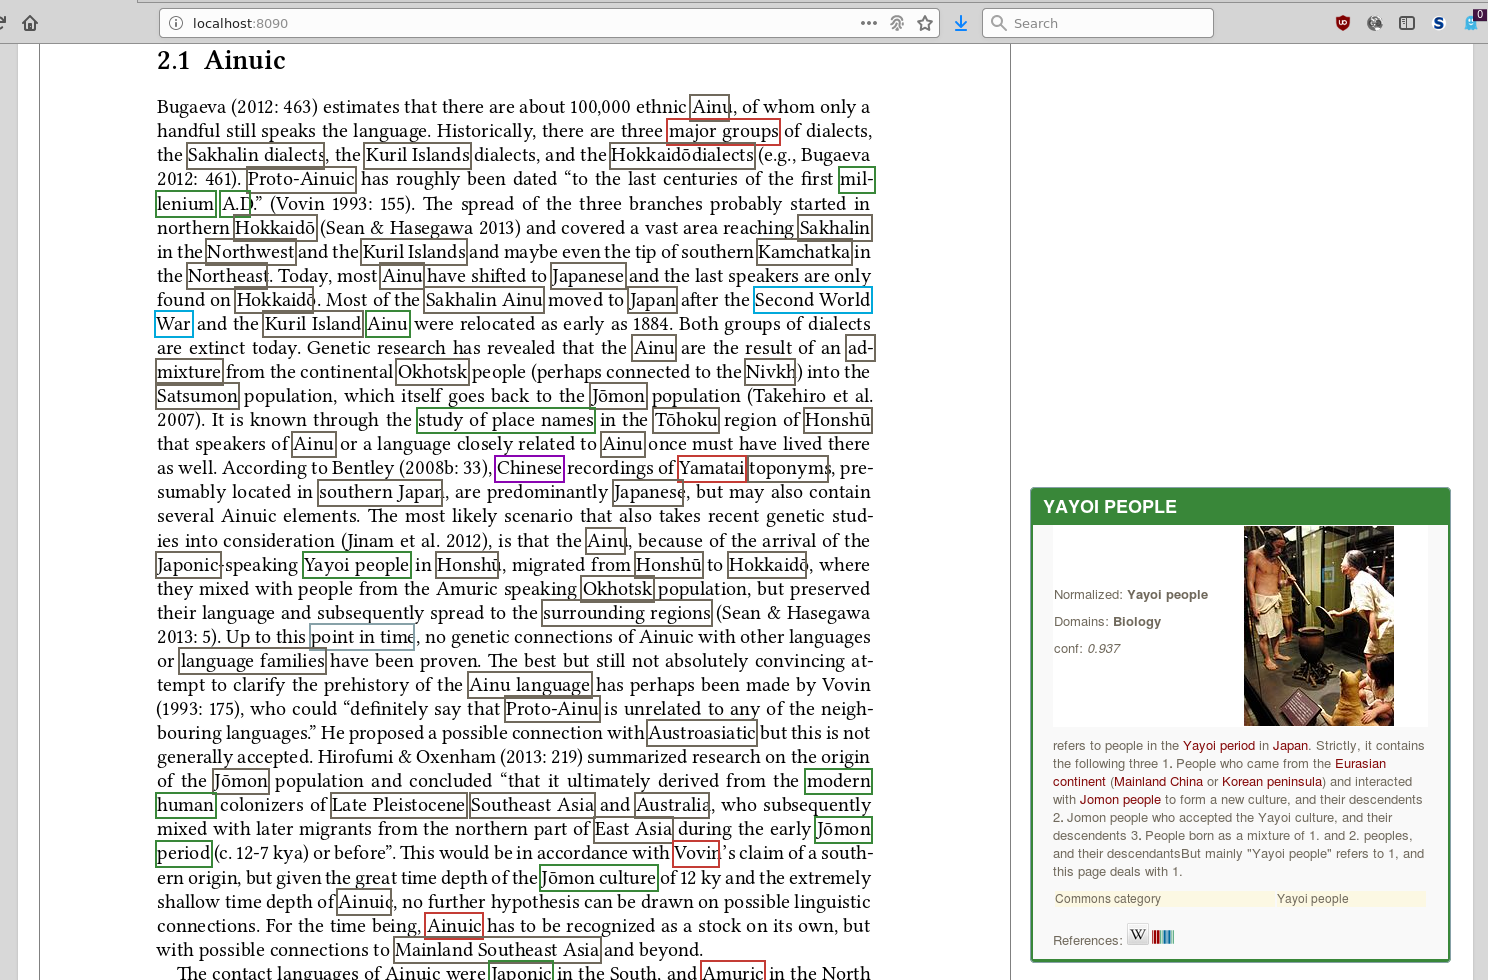 localhost:8090
Search
0
2.1 Ainuic
Bugaeva (2012: 463) estimates that there are about 100,000 ethnic Ainu, of whom only a
handful still speaks the language. Historically, there are three major groups of dialects,
the Sakhalin dialects, the Kuril Islands dialects, and the Hokkaidō dialects (e.g., Bugaeva
2012: 461). Proto-Ainuic has roughly been dated “to the last centuries of the first mil-
lenium A.D.” (Vovin 1993: 155). The spread of the three branches probably started in
northern Hokkaidō (Sean & Hasegawa 2013) and covered a vast area reaching Sakhalin
in the Northwest and the Kuril Islands and maybe even the tip of southern Kamchatka in
the Northeast. Today, most Ainu have shifted to Japanese and the last speakers are only
found on Hokkaidō. Most of the Sakhalin Ainu moved to Japan after the Second World
War and the Kuril Island Ainu were relocated as early as 1884. Both groups of dialects
are extinct today. Genetic research has revealed that the Ainu are the result of an ad-
mixture from the continental Okhotsk people (perhaps connected to the Nivkh) into the
Satsumon population, which itself goes back to the Jōmon population (Takehiro et al.
2007). It is known through the study of place names in the Tōhoku region of Honshū
that speakers of Ainu or a language closely related to Ainu once must have lived there
as well. According to Bentley (2008b: 33), Chinese recordings of Yamatai toponyms, pre-
sumably located in southern Japan, are predominantly Japanese, but may also contain
several Ainuic elements. The most likely scenario that also takes recent genetic stud-
ies into consideration (Jinam et al. 2012), is that the Ainu, because of the arrival of the
Japonic-speaking Yayoi people in Honshū, migrated from Honshū to Hokkaidō, where
they mixed with people from the Amuric speaking Okhotsk population, but preserved
their language and subsequently spread to the surrounding regions (Sean & Hasegawa
2013: 5). Up to this point in time, no genetic connections of Ainuic with other languages
or language families have been proven. The best but still not absolutely convincing at-
tempt to clarify the prehistory of the Ainu language has perhaps been made by Vovin
(1993: 175), who could “definitely say that Proto-Ainu is unrelated to any of the neigh-
bouring languages.” He proposed a possible connection with Austroasiatic but this is not
generally accepted. Hirofumi & Oxenham (2013: 219) summarized research on the origin
of the Jōmon population and concluded “that it ultimately derived from the modern
human colonizers of Late Pleistocene Southeast Asia and Australia, who subsequently
mixed with later migrants from the northern part of East Asia during the early Jōmon
period (c. 12-7 kya) or before”. This would be in accordance with Vovin’s claim of a south-
ern origin, but given the great time depth of the Jōmon culture of 12 ky and the extremely
shallow time depth of Ainuic, no further hypothesis can be drawn on possible linguistic
connections. For the time being, Ainuic has to be recognized as a stock on its own, but
with possible connections to Mainland Southeast Asia and beyond.
The contact languages of Ainuic were Japonic in the South, and Amuric in the North
YAYOI PEOPLE
Normalized: Yayoi people
Domains: Biology
conf: 0.937
refers to people in the Yayoi period in Japan. Strictly, it contains
the following three 1. People who came from the Eurasian
continent (Mainland China or Korean peninsula) and interacted
with Jomon people to form a new culture, and their descendents
2. Jomon people who accepted the Yayoi culture, and their
descendents 3. People born as a mixture of 1. and 2. peoples,
and their descendantsBut mainly "Yayoi people" refers to 1, and
this page deals with 1.
Commons category Yayoi people
References: W